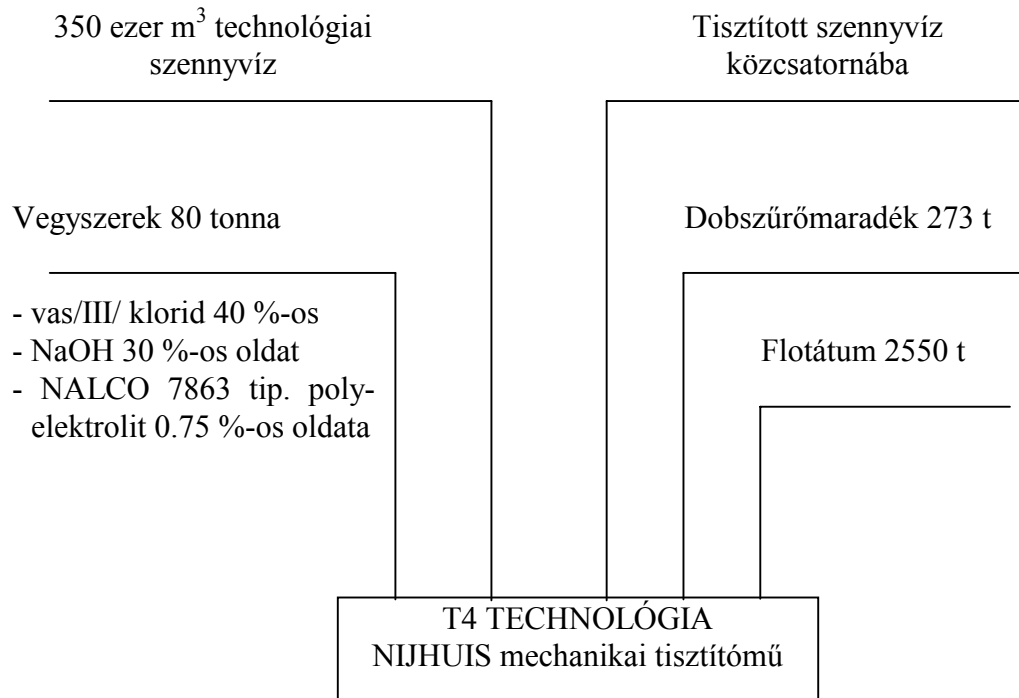 350 ezer m³ technológiai
szennyvíz
Tisztított szennyvíz
közcsatornába
Vegyszerek 80 tonna
Dobszűrőmaradék 273 t
- vas/III/ klorid 40 %-os
- NaOH 30 %-os oldat
- NALCO 7863 tip. poly-
elektrolit 0.75 %-os oldata
Flotátum 2550 t
T4 TECHNOLÓGIA
NIJHUIS mechanikai tisztítómű